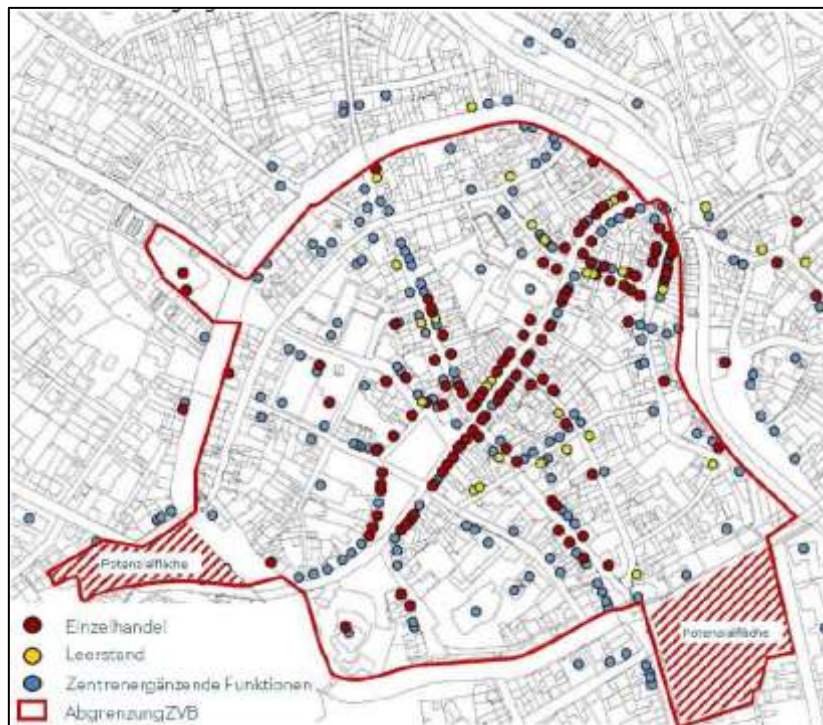 Potenzialfläche
Potenzialfläche
Einzelhandel
Leerstand
Zentrenergänzende Funktionen
Abgrenzung ZVB